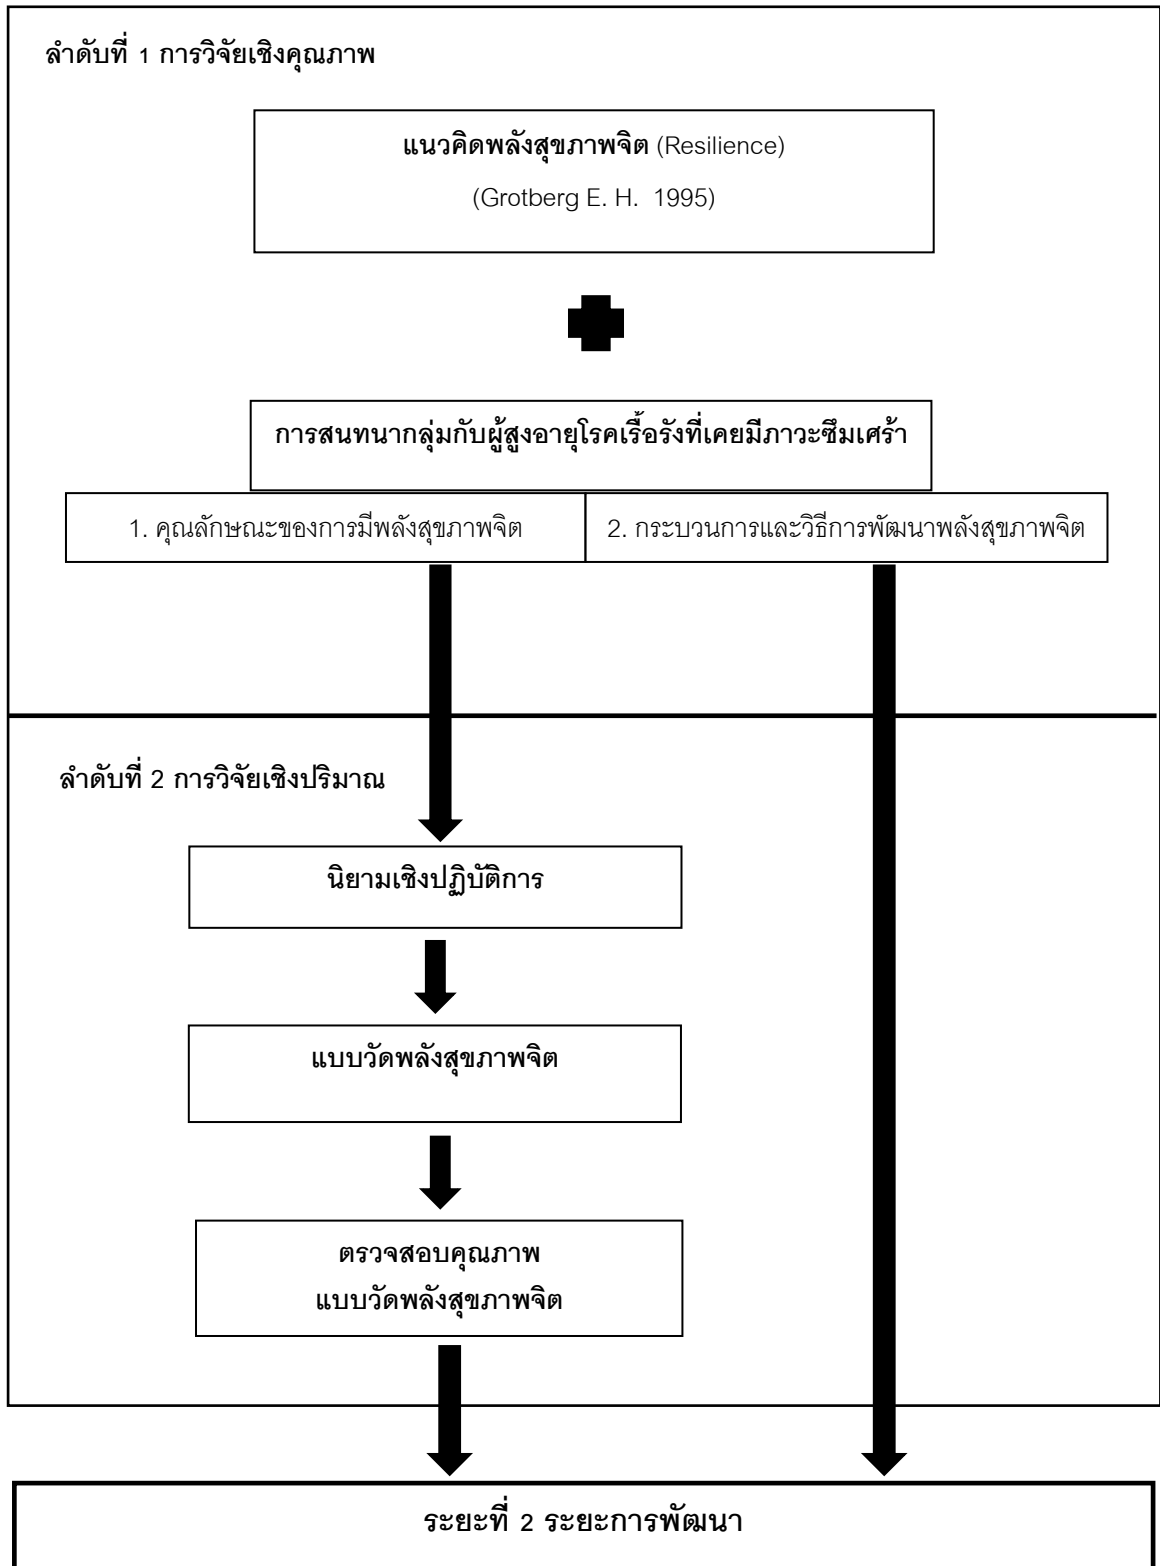 ลำดับที่ 1 การวิจัยเชิงคุณภาพ
แนวคิดพลังสุขภาพจิต (Resilience)
(Grotberg E. H. 1995)
การสนทนากลุ่มกับผู้สูงอายุโรคเรื้อรังที่เคยมีภาวะซึมเศร้า
1. คุณลักษณะของการมีพลังสุขภาพจิต
2. กระบวนการและวิธีการพัฒนาพลังสุขภาพจิต
ลำดับที่ 2 การวิจัยเชิงปริมาณ
นิยามเชิงปฏิบัติการ
แบบวัดพลังสุขภาพจิต
ตรวจสอบคุณภาพ
แบบวัดพลังสุขภาพจิต
ระยะที่ 2 ระยะการพัฒนา